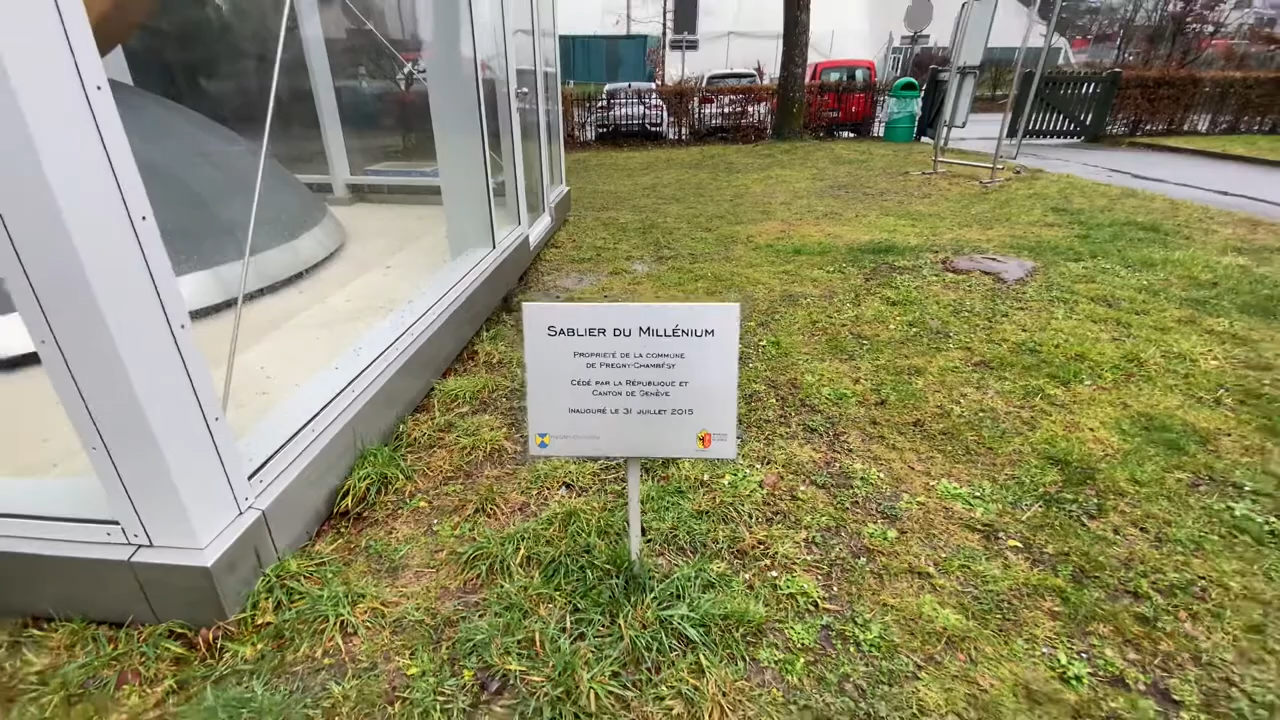 SABLIER DU MILLÉNIUM
PROPRIÉTÉ DE LA COMMUNE
DE PREGNY-CHAMBÉSY
CÉDÉ PAR LA RÉPUBLIQUE ET
CANTON DE GENÈVE
INAUGURÉ LE 31 JUILLET 2015